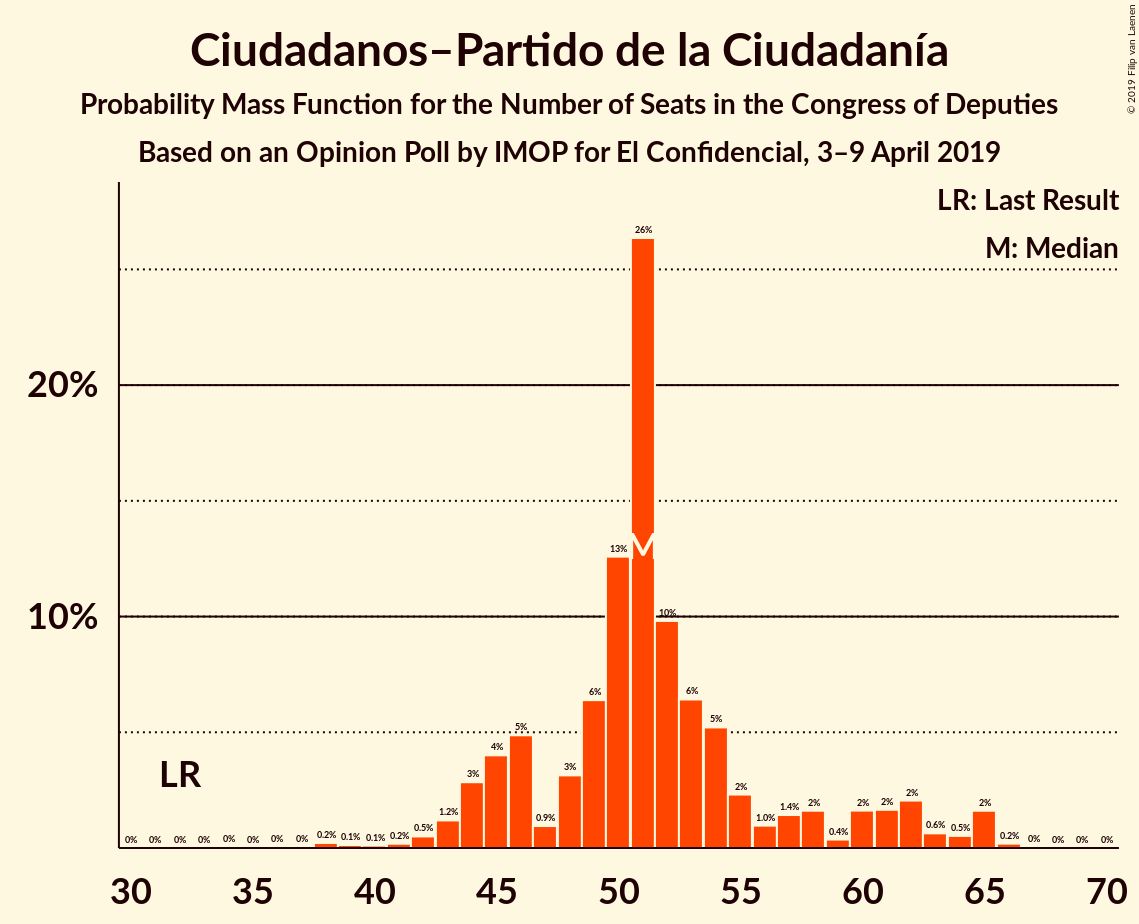 Ciudadanos–Partido de la Ciudadanía
Probability Mass Function for the Number of Seats in the Congress of Deputies
Based on an Opinion Poll by IMOP for El Confidencial, 3–9 April 2019
© 2019 Filip van Laenen
LR: Last Result
M: Median
20%
10%
LR
M
0% 0% 0% 0% 0% 0% 0% 0% 0.2% 0.1% 0.1% 0.2% 0.5% 1.2% 3% 4% 5% 0.9% 3% 6% 13% 26% 10% 6% 5% 2% 1.0% 1.4% 2% 0.4% 2% 2% 2% 0.6% 0.5% 2% 0.2% 0% 0% 0% 0%
30 35 40 45 50 55 60 65 70